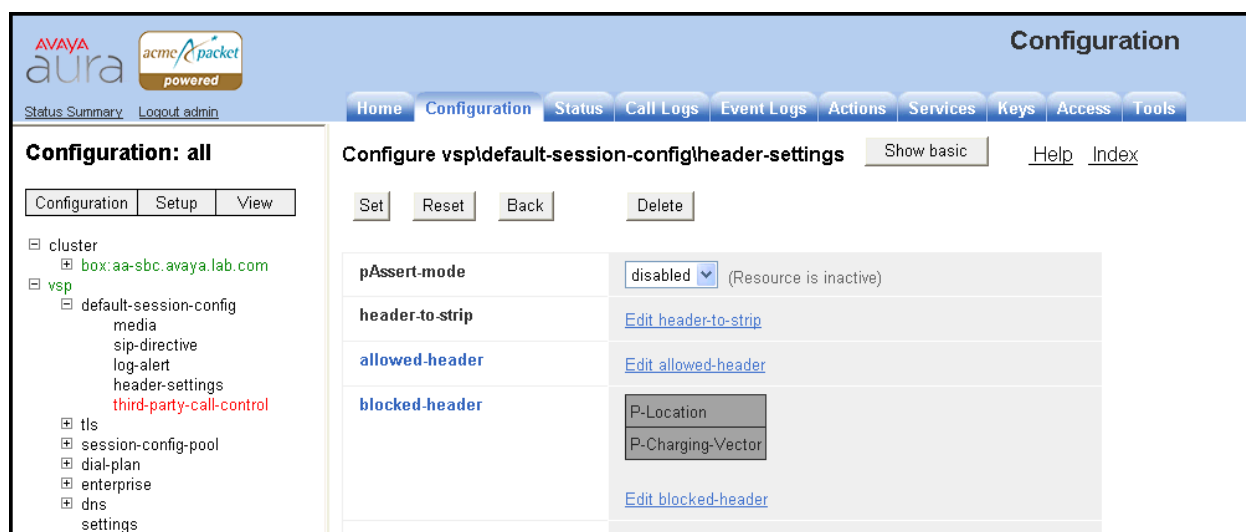 AVAYA
aura
acme packet
powered
Configuration
Status Summary Logout admin
Home Configuration Status Call Logs Event Logs Actions Services Keys Access Tools
Configuration: all
Configuration Setup View
cluster
box:aa-sbc.avaya.lab.com
vsp
default-session-config
media
sip-directive
log-alert
header-settings
third-party-call-control
tls
session-config-pool
dial-plan
enterprise
dns
settings
Configure vsp\default-session-config\header-settings Show basic Help Index
Set Reset Back Delete
pAssert-mode disabled (Resource is inactive)
header-to-strip Edit header-to-strip
allowed-header Edit allowed-header
blocked-header P-Location
P-Charging-Vector
Edit blocked-header